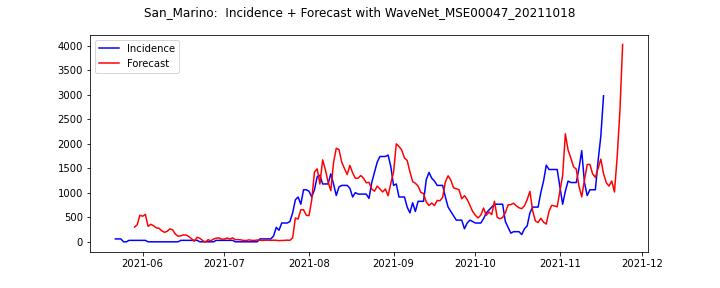 San_Marino:  Incidence + Forecast with WaveNet_MSE00047_20211018
Incidence
Forecast
4000
3500
3000
2500
2000
1500
1000
500
0
2021-06 2021-07 2021-08 2021-09 2021-10 2021-11 2021-12